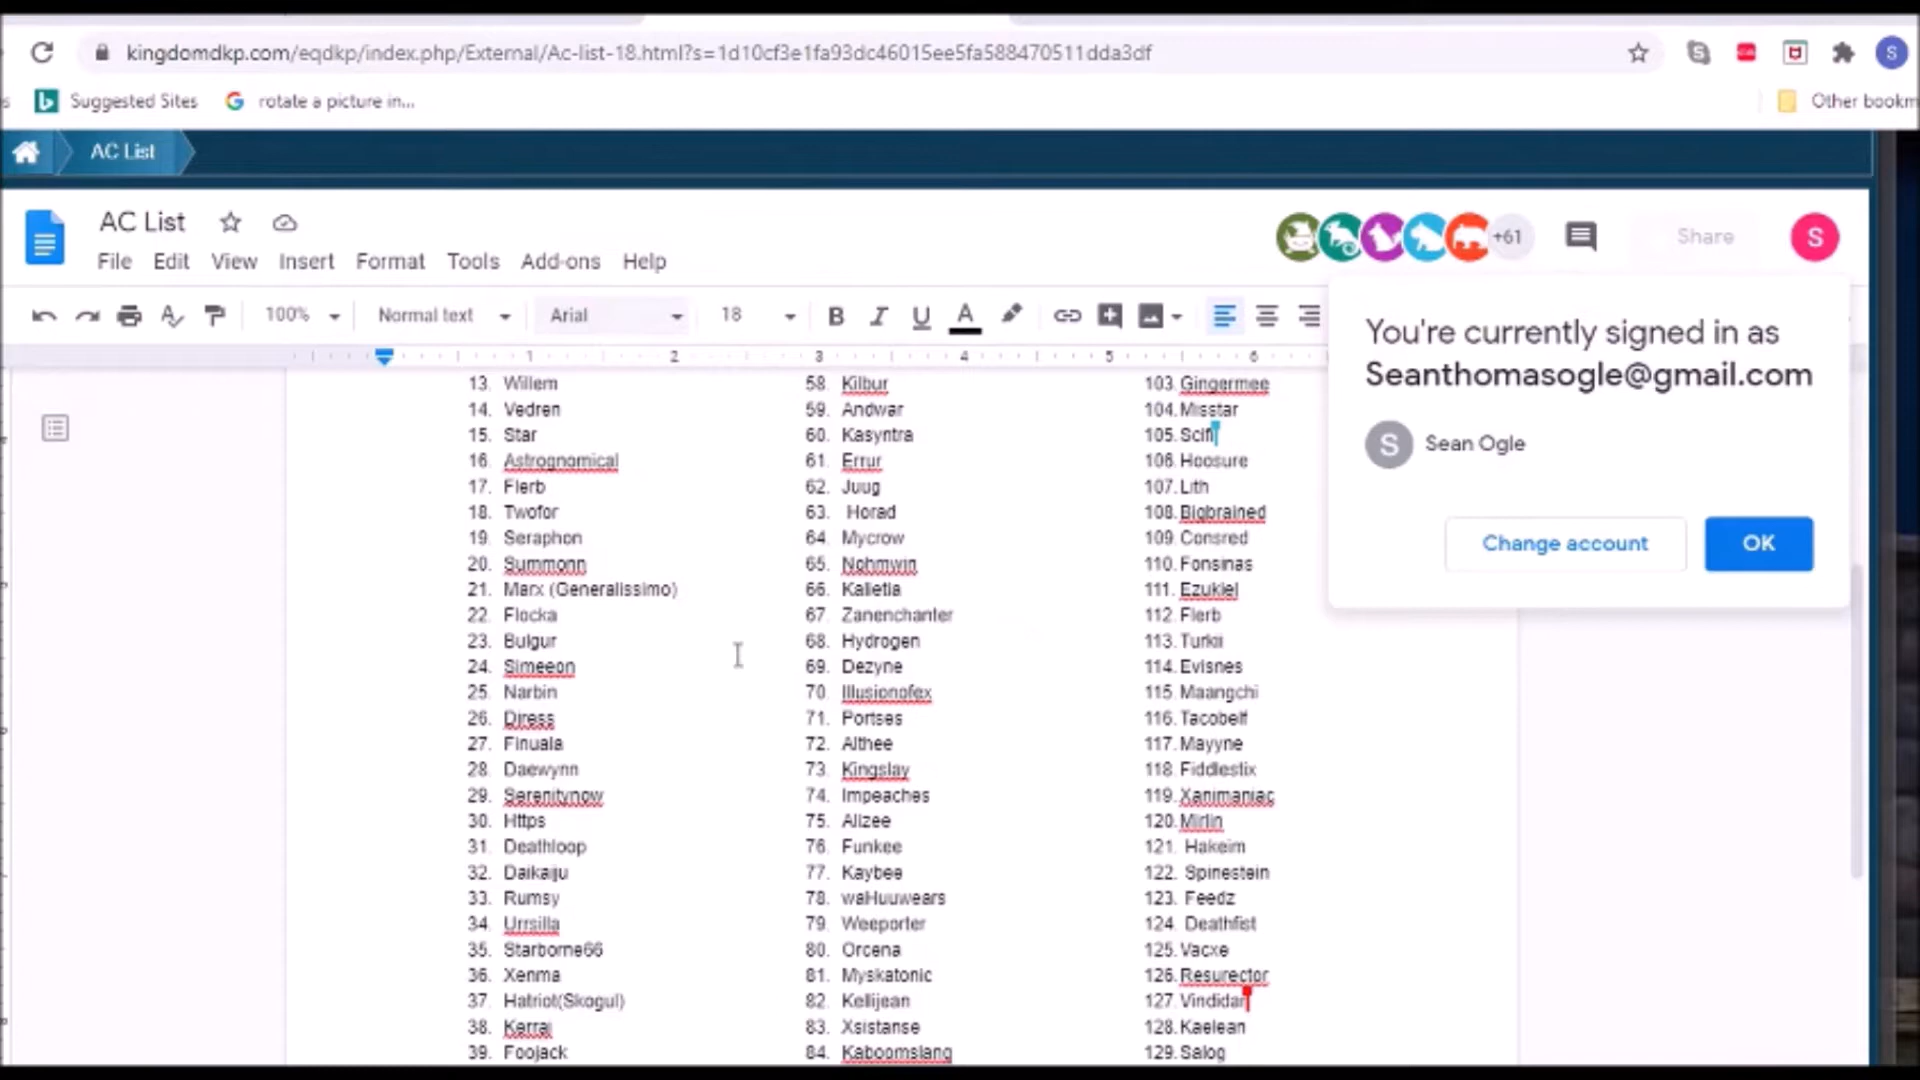 kingdomdkp.com/eqdkp/index.php/External/Ac-list-18.html?s=1d10cf3e1fa93dc46015ee5fa588470511dda3df
S
Suggested Sites
rotate a picture in...
Other bookm
AC List
AC List
+61
Share
S
File Edit View Insert Format Tools Add-ons Help
100% Normal text Arial 18 B I U A
1 2 3 4 5 6
You're currently signed in as
Seanthomasogle@gmail.com
S Sean Ogle
Change account
OK
13. Willem
14. Vedren
15. Star
16. Astrognomical
17. Flerb
18. Twofor
19. Seraphon
20. Summonn
21. Marx (Generalissimo)
22. Flocka
23. Bulgur
24. Simeeon
25. Narbin
26. Diress
27. Finuala
28. Daewynn
29. Serenitynow
30. Https
31. Deathloop
32. Daikaiju
33. Rumsy
34. Urrsilla
35. Starborne66
36. Xenma
37. Hatriot(Skogul)
38. Karraj
39. Foojack
58. Kilbur
59. Andwar
60. Kasyntra
61. Errur
62. Juug
63. Horad
64. Mycrow
65. Nohmwin
66. Kalietia
67. Zanenchanter
68. Hydrogen
69. Dezyne
70. Illusionofex
71. Portses
72. Althee
73. Kingslay
74. Impeaches
75. Alizee
76. Funkee
77. Kaybee
78. waHuuwears
79. Weeporter
80. Orcena
81. Myskatonic
82. Kellijean
83. Xsistanse
84. Kaboomslang
103. Gingermee
104. Misstar
105. Scifi
106. Hoosure
107. Lith
108. Bigbrained
109. Consred
110. Fonsinas
111. Ezukiel
112. Flerb
113. Turkii
114. Evisnes
115. Maangchi
116. Tacobelf
117. Mayyne
118. Fiddlestix
119. Xanimaniac
120. Mirlin
121. Hakeim
122. Spinestein
123. Feedz
124. Deathfist
125. Vacxe
126. Resurector
127. Vindidar
128. Kaelean
129. Salog